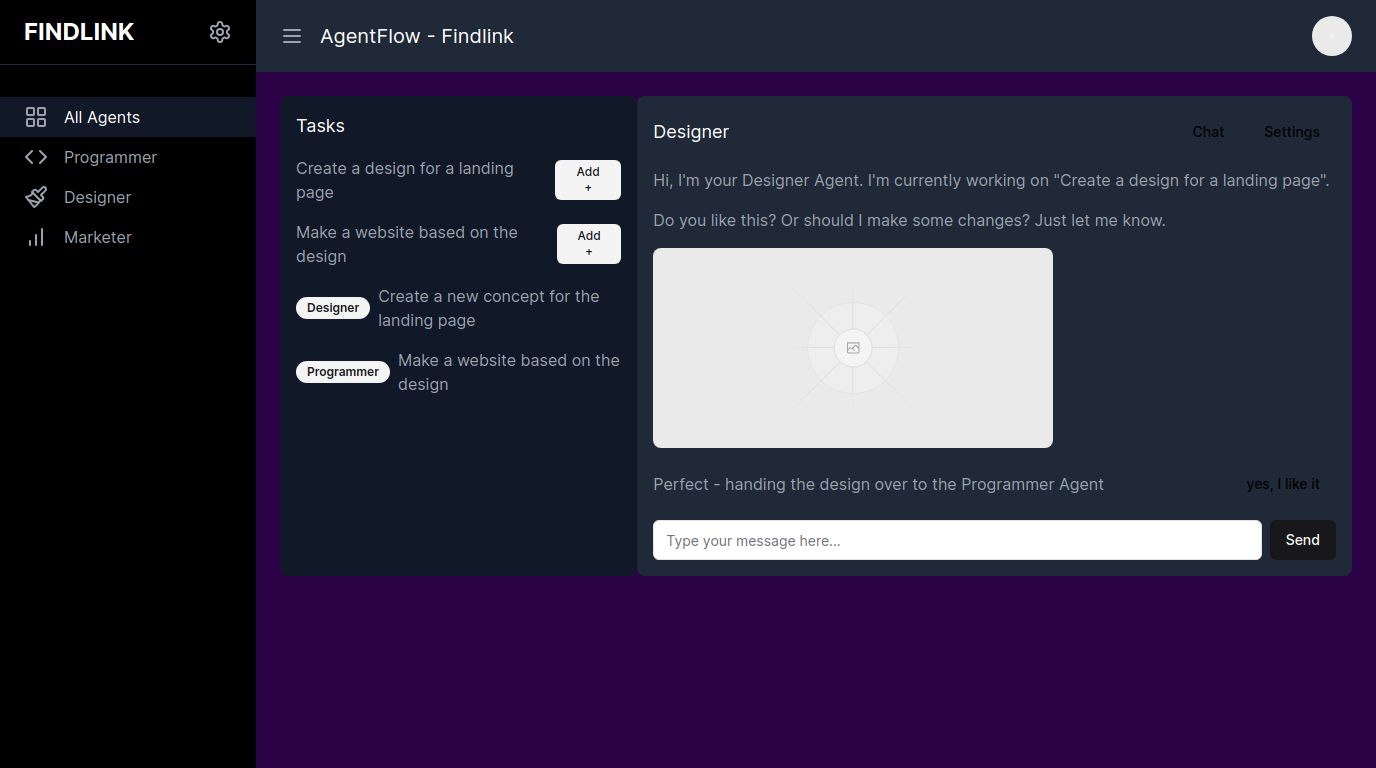 FINDLINK
All Agents
Programmer
Designer
Marketer
AgentFlow - Findlink
Tasks
Create a design for a landing
page
Add
+
Make a website based on the
design
Add
+
Designer
Create a new concept for the
landing page
Programmer
Make a website based on the
design
Designer
Chat
Settings
Hi, I'm your Designer Agent. I'm currently working on "Create a design for a landing page".
Do you like this? Or should I make some changes? Just let me know.
Perfect - handing the design over to the Programmer Agent
yes, I like it
Type your message here...
Send